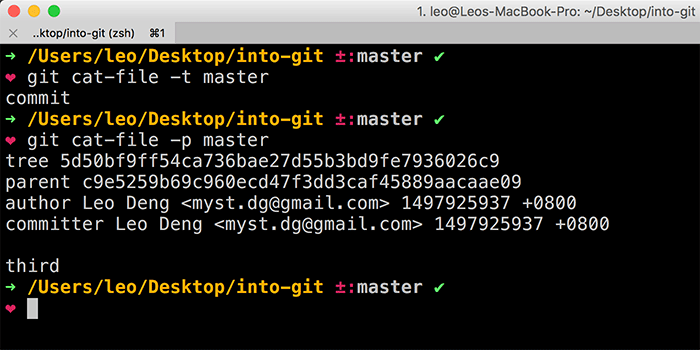 1. leo@Leos-MacBook-Pro: ~/Desktop/into-git
× ..ktop/into-git (zsh) ⌘1
➜ /Users/leo/Desktop/into-git ±:master ✔
❤ git cat-file -t master
commit
➜ /Users/leo/Desktop/into-git ±:master ✔
❤ git cat-file -p master
tree 5d50bf9ff54ca736bae27d55b3bd9fe7936026c9
parent c9e5259b69c960ecd47f3dd3caf45889aacaae09
author Leo Deng <myst.dg@gmail.com> 1497925937 +0800
committer Leo Deng <myst.dg@gmail.com> 1497925937 +0800
third
➜ /Users/leo/Desktop/into-git ±:master ✔
❤